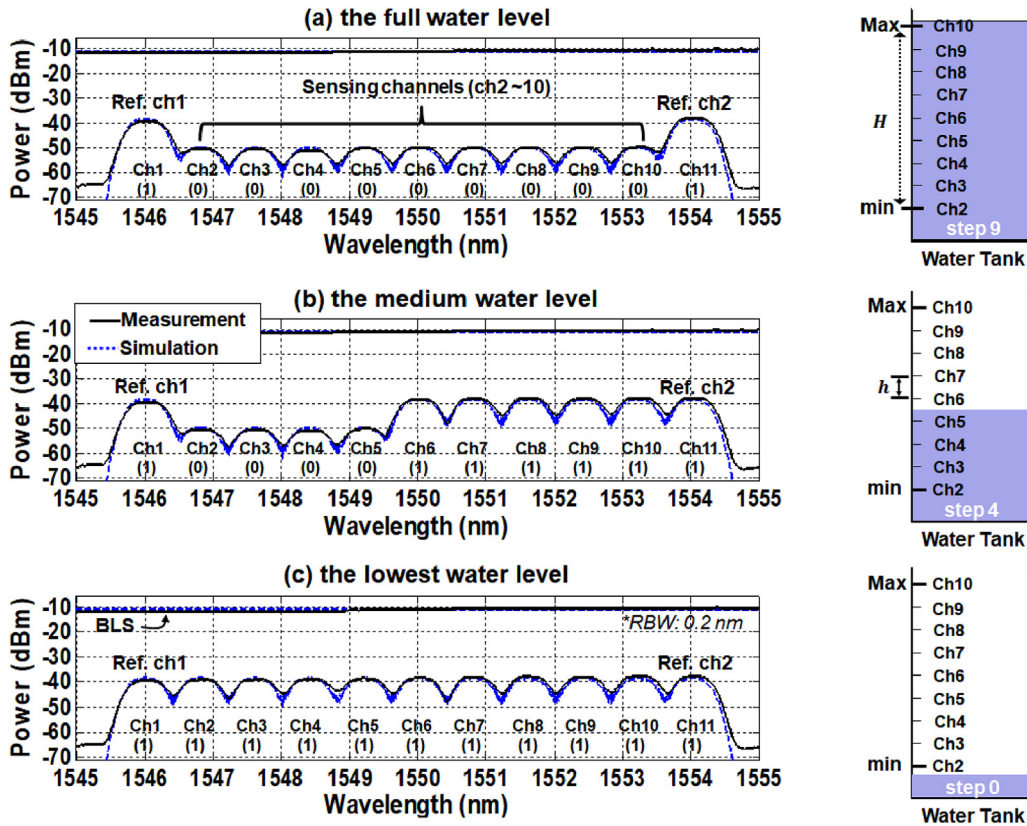 (a) the full water level
Power (dBm)
-10
-20
-30
-40
-50
-60
-70
Ref. ch1
Sensing channels (ch2~10)
Ref. ch2
Ch1 Ch2 Ch3 Ch4 Ch5 Ch6 Ch7 Ch8 Ch9 Ch10 Ch11
(1) (0) (0) (0) (0) (0) (0) (0) (0) (0) (1)
1545 1546 1547 1548 1549 1550 1551 1552 1553 1554 1555
Wavelength (nm)
Max Ch10
Ch9
Ch8
Ch7
H Ch6
Ch5
Ch4
Ch3
min Ch2
step 9
Water Tank
(b) the medium water level
Power (dBm)
-10
-20
-30
-40
-50
-60
-70
Measurement
Simulation
Ref. ch1
Ref. ch2
Ch1 Ch2 Ch3 Ch4 Ch5 Ch6 Ch7 Ch8 Ch9 Ch10 Ch11
(1) (0) (0) (0) (0) (1) (1) (1) (1) (1) (1)
1545 1546 1547 1548 1549 1550 1551 1552 1553 1554 1555
Wavelength (nm)
Max Ch10
Ch9
Ch8
Ch7
h
Ch6
Ch5
Ch4
Ch3
min Ch2
step 4
Water Tank
(c) the lowest water level
Power (dBm)
-10
-20
-30
-40
-50
-60
-70
BLS
*RBW: 0.2 nm
Ref. ch1
Ref. ch2
Ch1 Ch2 Ch3 Ch4 Ch5 Ch6 Ch7 Ch8 Ch9 Ch10 Ch11
(1) (1) (1) (1) (1) (1) (1) (1) (1) (1) (1)
1545 1546 1547 1548 1549 1550 1551 1552 1553 1554 1555
Wavelength (nm)
Max Ch10
Ch9
Ch8
Ch7
Ch6
Ch5
Ch4
Ch3
min Ch2
step 0
Water Tank